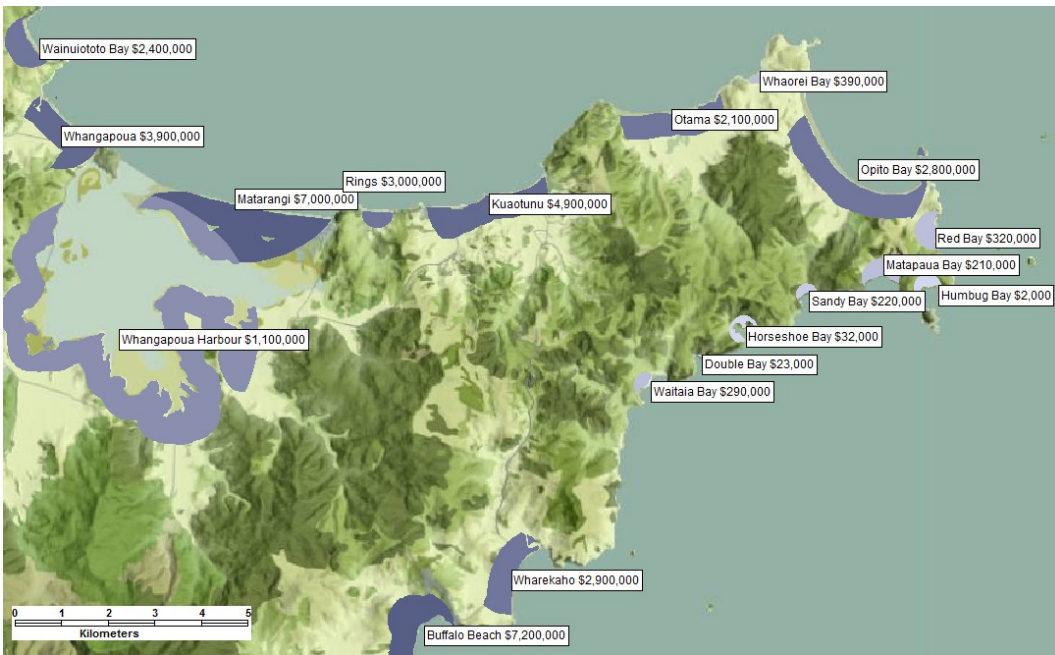 Wainuiototo Bay $2,400,000
Whaorei Bay $390,000
Otama $2,100,000
Whangapoua $3,900,000
Opito Bay $2,800,000
Rings $3,000,000
Matarangi $7,000,000
Kuaotunu $4,900,000
Red Bay $320,000
Matapaua Bay $210,000
Humbug Bay $2,000
Sandy Bay $220,000
Horseshoe Bay $32,000
Whangapoua Harbour $1,100,000
Double Bay $23,000
Waitaia Bay $290,000
Wharekaho $2,900,000
0 1 2 3 4 5
Kilometers
Buffalo Beach $7,200,000